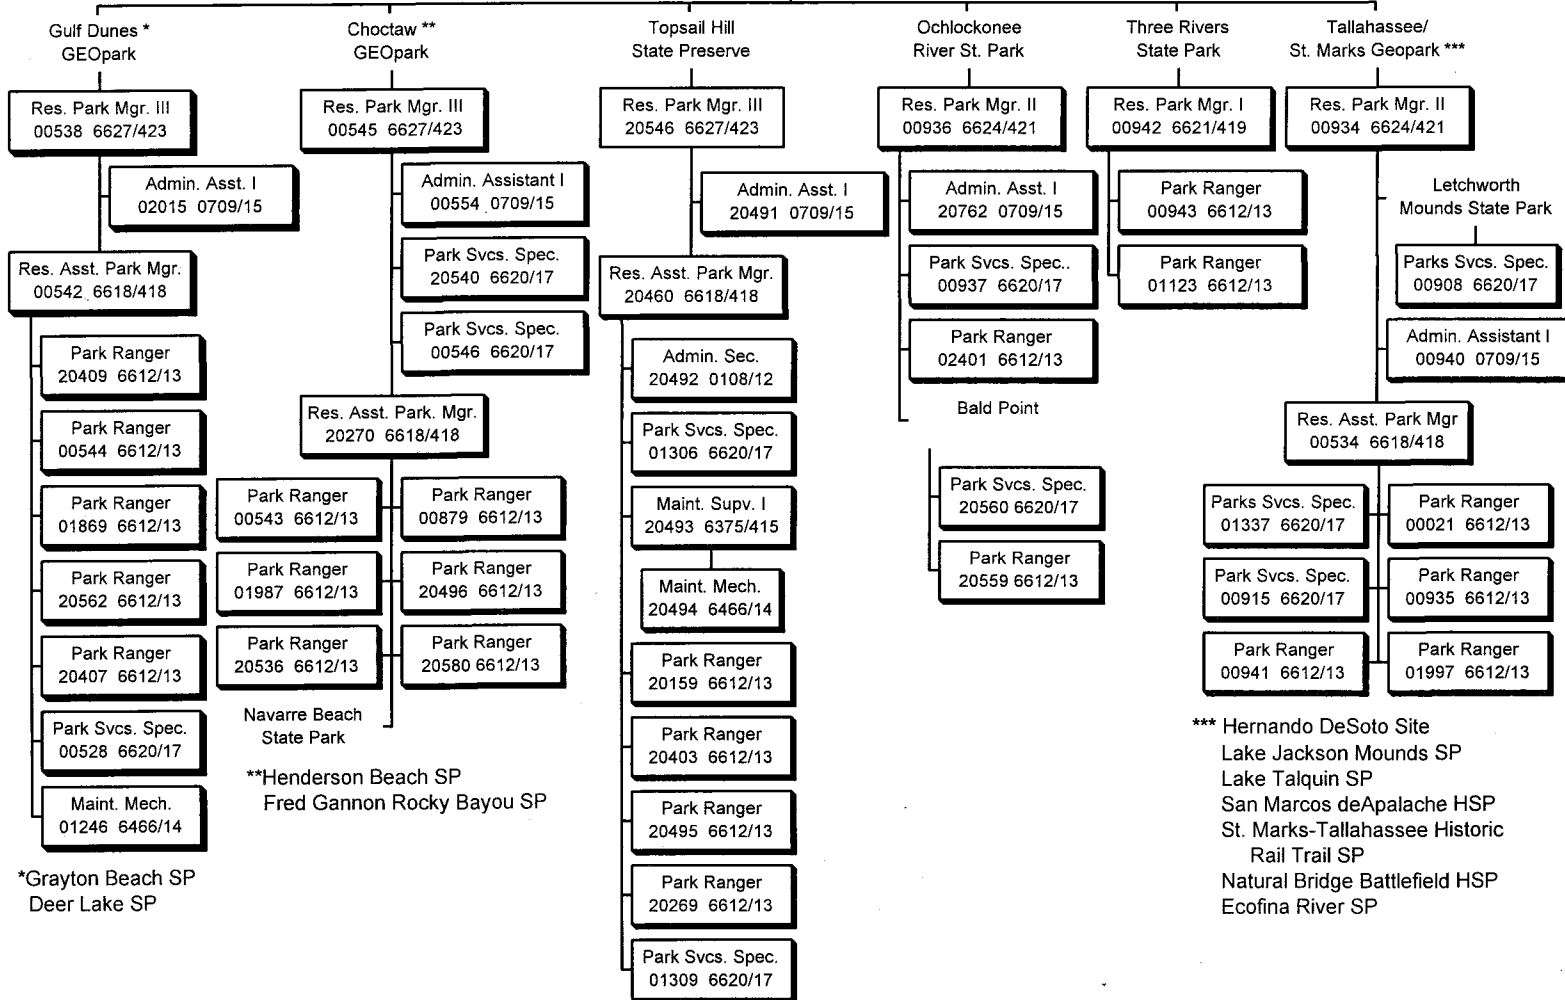 Gulf Dunes *
GEOpark
Res. Park Mgr. III
00538 6627/423
Admin. Asst. I
02015 0709/15
Res. Asst. Park Mgr.
00542 6618/418
Park Ranger
20409 6612/13
Park Ranger
00544 6612/13
Park Ranger
01869 6612/13
Park Ranger
20562 6612/13
Park Ranger
20407 6612/13
Park Svcs. Spec.
00528 6620/17
Maint. Mech.
01246 6466/14
*Grayton Beach SP
Deer Lake SP
Choctaw **
GEOpark
Res. Park Mgr. III
00545 6627/423
Admin. Assistant I
00554 0709/15
Park Svcs. Spec.
20540 6620/17
Park Svcs. Spec.
00546 6620/17
Res. Asst. Park. Mgr.
20270 6618/418
Park Ranger
00543 6612/13
Park Ranger
00879 6612/13
Park Ranger
01987 6612/13
Park Ranger
20496 6612/13
Park Ranger
20536 6612/13
Park Ranger
20580 6612/13
Navarre Beach
State Park
**Henderson Beach SP
Fred Gannon Rocky Bayou SP
Topsail Hill
State Preserve
Res. Park Mgr. III
20546 6627/423
Admin. Asst. I
20491 0709/15
Res. Asst. Park Mgr.
20460 6618/418
Admin. Sec.
20492 0108/12
Park Svcs. Spec.
01306 6620/17
Maint. Supv. I
20493 6375/415
Maint. Mech.
20494 6466/14
Park Ranger
20159 6612/13
Park Ranger
20403 6612/13
Park Ranger
20495 6612/13
Park Ranger
20269 6612/13
Park Svcs. Spec.
01309 6620/17
Ochlockonee
River St. Park
Res. Park Mgr. II
00936 6624/421
Admin. Asst. I
20762 0709/15
Park Svcs. Spec..
00937 6620/17
Park Ranger
02401 6612/13
Bald Point
Park Svcs. Spec.
20560 6620/17
Park Ranger
20559 6612/13
Three Rivers
State Park
Res. Park Mgr. I
00942 6621/419
Park Ranger
00943 6612/13
Park Ranger
01123 6612/13
Tallahassee/
St. Marks Geopark ***
Res. Park Mgr. II
00934 6624/421
Letchworth
Mounds State Park
Parks Svcs. Spec.
00908 6620/17
Admin. Assistant I
00940 0709/15
Res. Asst. Park Mgr
00534 6618/418
Parks Svcs. Spec.
01337 6620/17
Park Ranger
00021 6612/13
Park Svcs. Spec.
00915 6620/17
Park Ranger
00935 6612/13
Park Ranger
00941 6612/13
Park Ranger
01997 6612/13
*** Hernando DeSoto Site
Lake Jackson Mounds SP
Lake Talquin SP
San Marcos deApalache HSP
St. Marks-Tallahassee Historic
Rail Trail SP
Natural Bridge Battlefield HSP
Ecofina River SP